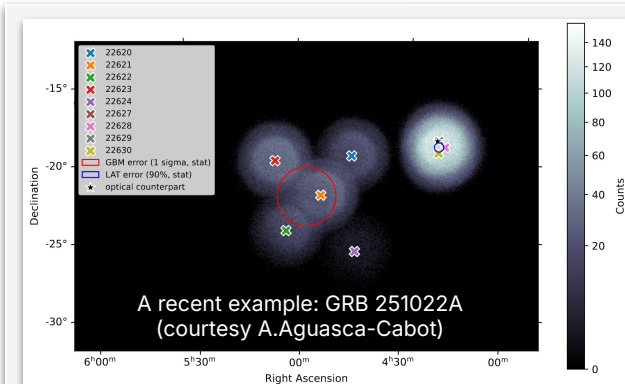 22620
22621
22622
22623
22624
22627
22628
22629
22630
GBM error (1 sigma, stat)
LAT error (90%, stat)
optical counterpart
-15°
-20°
-25°
-30°
Declination
A recent example: GRB 251022A
(courtesy A.Aguasca-Cabot)
6ʰ00ᵐ 5ʰ30ᵐ 00ᵐ 4ʰ30ᵐ 00ᵐ
Right Ascension
140
120
100
80
60
40
20
0
Counts